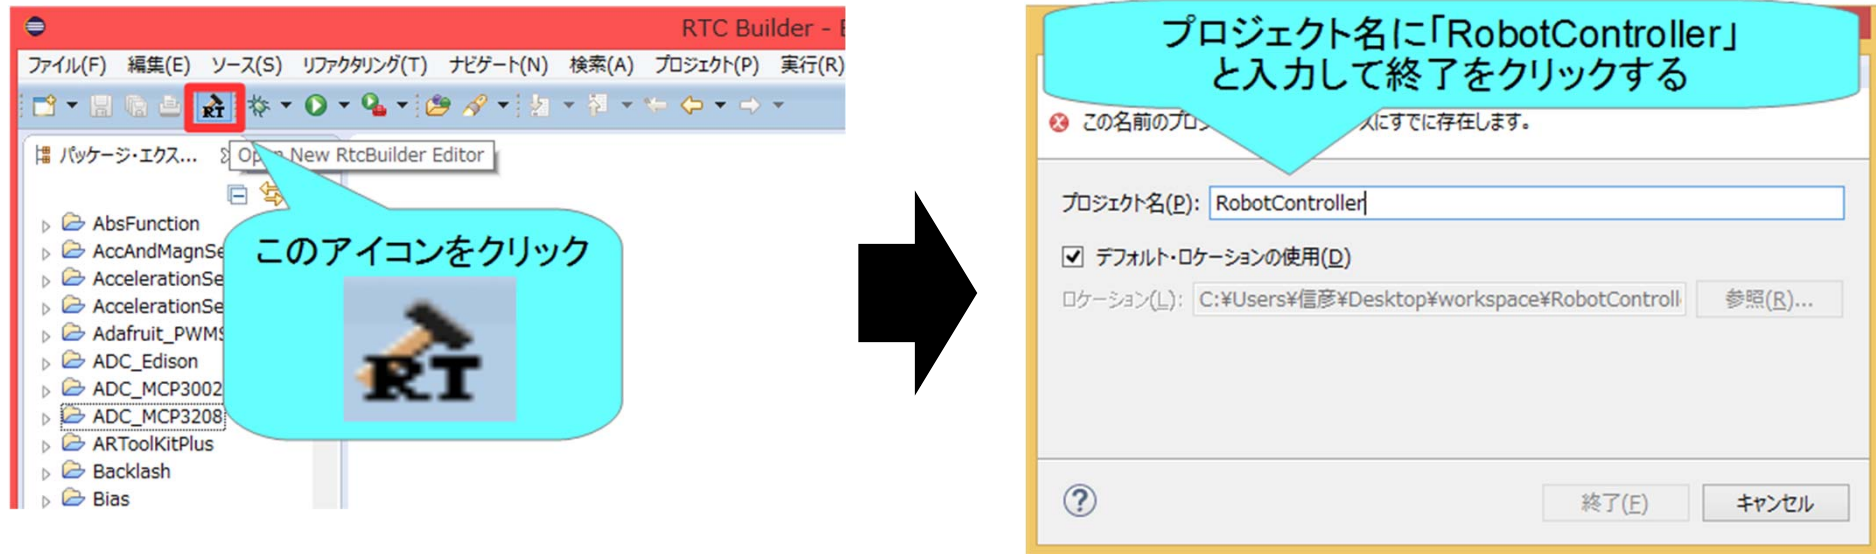 RTC Builder - E
ファイル(F) 編集(E) ソース(S) リファクタリング(T) ナビゲート(N) 検索(A) プロジェクト(P) 実行(R)
RT
パッケージ・エクス...
Open New RtcBuilder Editor
AbsFunction
AccAndMagnSe
AccelerationSe
AccelerationSe
Adafruit_PWMS
ADC_Edison
ADC_MCP3002
ADC_MCP3208
ARToolKitPlus
Backlash
Bias
このアイコンをクリック
RT
プロジェクト名に「RobotController」
と入力して終了をクリックする
この名前のプロ
スにすでに存在します。
プロジェクト名(P): RobotController
デフォルト・ロケーションの使用(D)
ロケーション(L): C:¥Users¥信彦¥Desktop¥workspace¥RobotControll 参照(R)...
終了(F) キャンセル